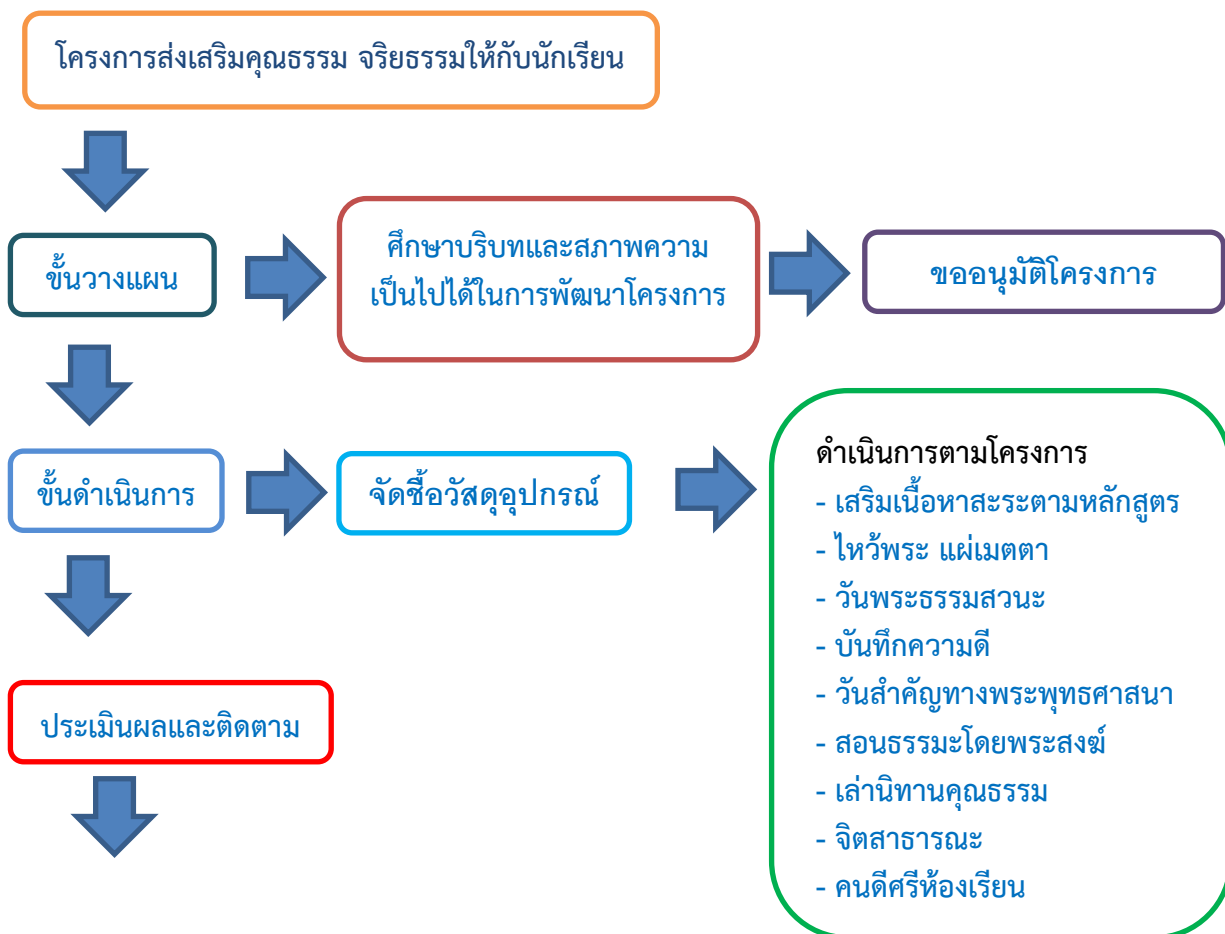 โครงการส่งเสริมคุณธรรม จริยธรรมให้กับนักเรียน
ขั้นวางแผน
ศึกษาบริบทและสภาพความ
เป็นไปได้ในการพัฒนาโครงการ
ขออนุมัติโครงการ
ขั้นดำเนินการ
จัดซื้อวัสดุอุปกรณ์
ดำเนินการตามโครงการ
- เสริมเนื้อหาสะระตามหลักสูตร
- ไหว้พระ แผ่เมตตา
- วันพระธรรมสวนะ
- บันทึกความดี
- วันสำคัญทางพระพุทธศาสนา
- สอนธรรมะโดยพระสงฆ์
- เล่านิทานคุณธรรม
- จิตสาธารณะ
- คนดีศรีห้องเรียน
ประเมินผลและติดตาม